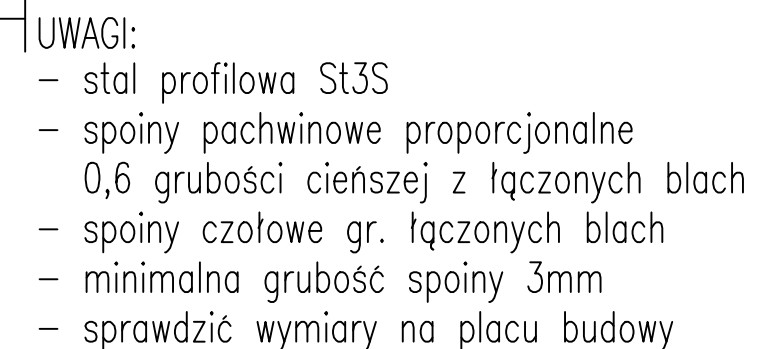 UWAGI:
– stal profilowa St3S
– spoiny pachwinowe proporcjonalne
0,6 grubości cieńszej z łączonych blach
– spoiny czołowe gr. łączonych blach
– minimalna grubość spoiny 3mm
– sprawdzić wymiary na placu budowy